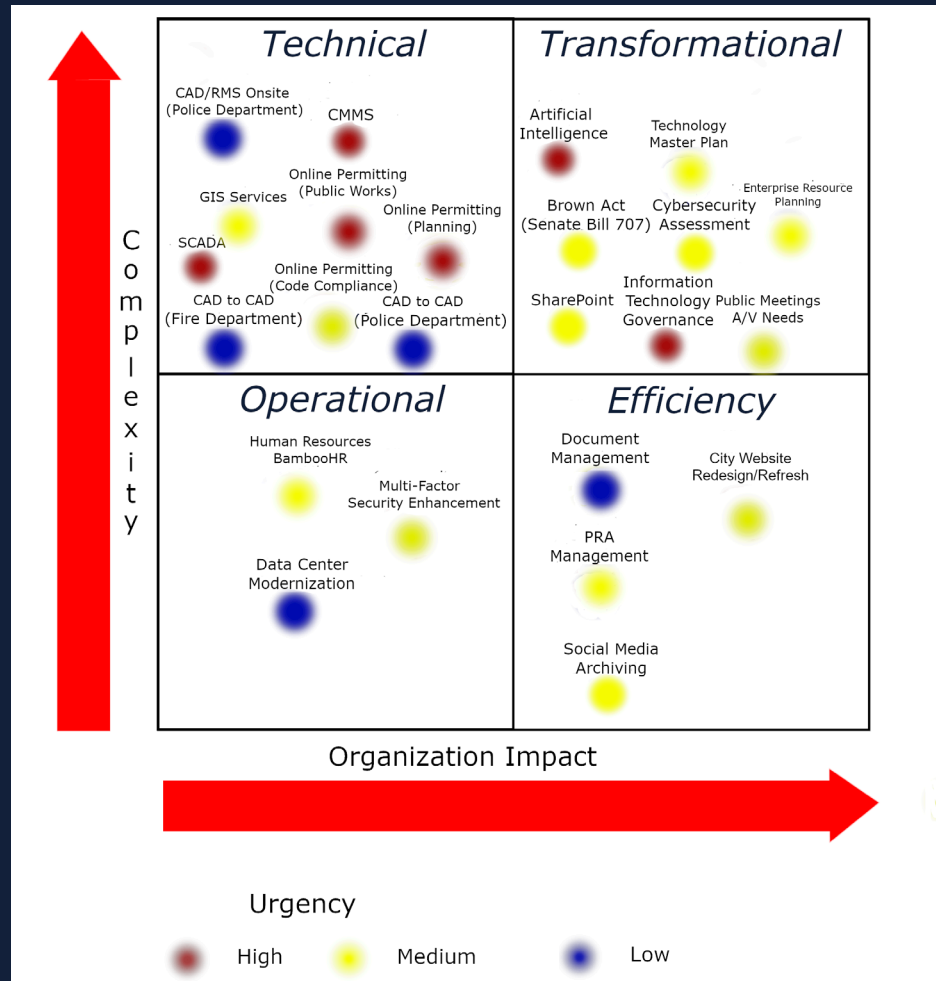 Technical
Transformational
CAD/RMS Onsite
(Police Department)
CMMS
Artificial
Intelligence
Technology
Master Plan
Online Permitting
(Public Works)
GIS Services
Online Permitting
(Planning)
Enterprise Resource
Planning
Brown Act
(Senate Bill 707)
Cybersecurity
Assessment
SCADA
Online Permitting
(Code Compliance)
CAD to CAD
(Fire Department)
CAD to CAD
(Police Department)
SharePoint
Information
Technology
Governance
Public Meetings
A/V Needs
Complexity
Operational
Efficiency
Human Resources
BambooHR
Multi-Factor
Security Enhancement
Data Center
Modernization
Document
Management
City Website
Redesign/Refresh
PRA
Management
Social Media
Archiving
Organization Impact
Urgency
High
Medium
Low